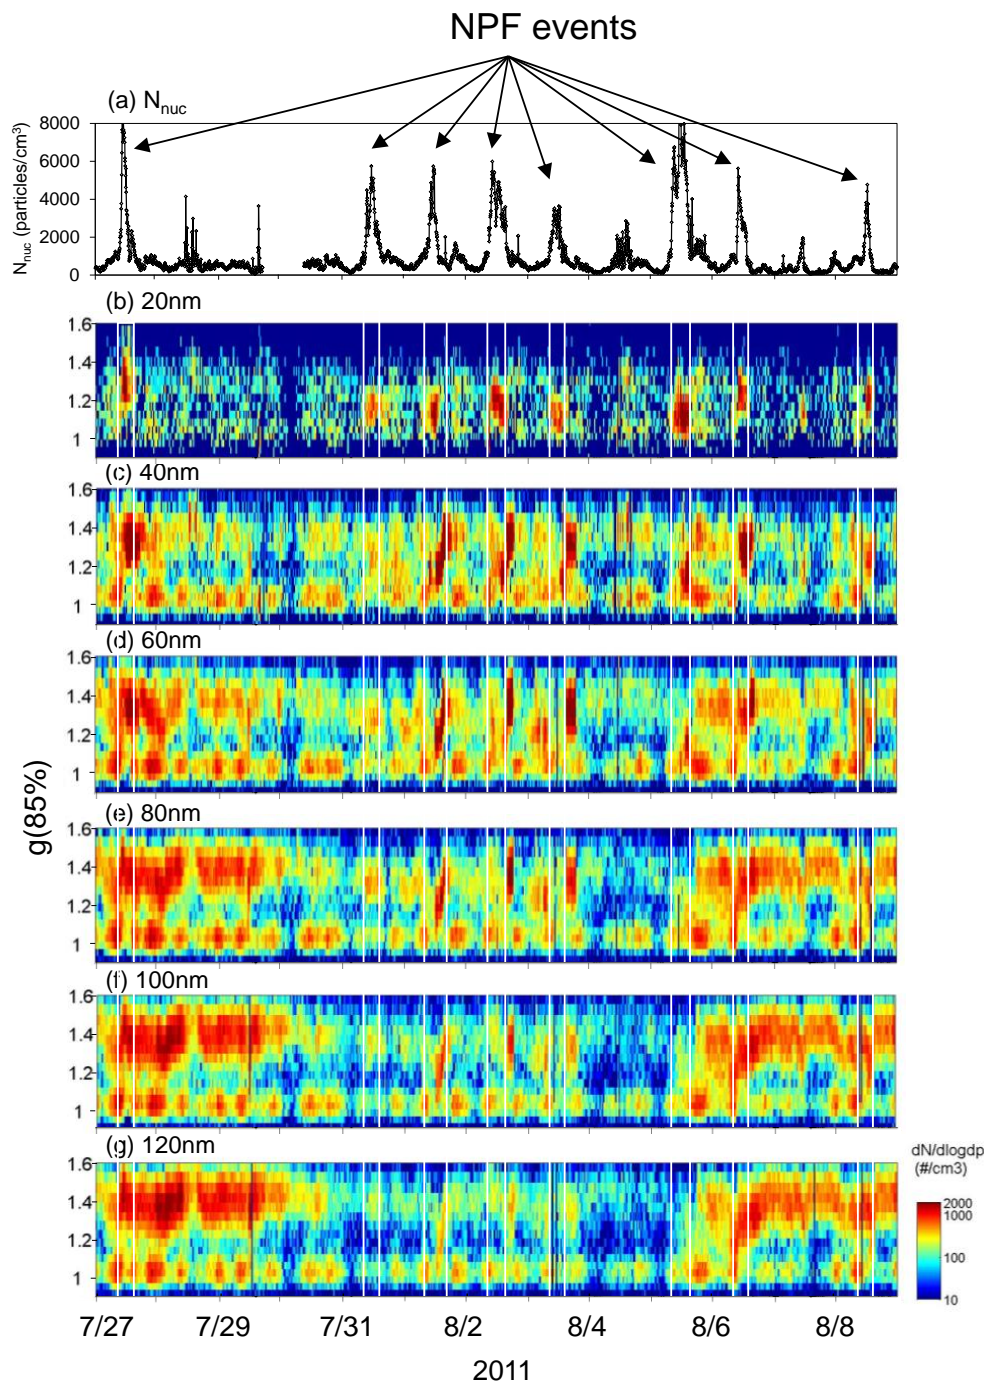 NPF events
(a) Nnuc
Nnuc (particles/cm3)
8000
6000
4000
2000
0
(b) 20nm
1.6
1.4
1.2
1
(c) 40nm
1.6
1.4
1.2
1
(d) 60nm
1.6
1.4
1.2
1
g(85%)
(e) 80nm
1.6
1.4
1.2
1
(f) 100nm
1.6
1.4
1.2
1
(g) 120nm
1.6
1.4
1.2
1
dN/dlogdp
(#/cm3)
2000
1000
100
10
7/27 7/29 7/31 8/2 8/4 8/6 8/8
2011